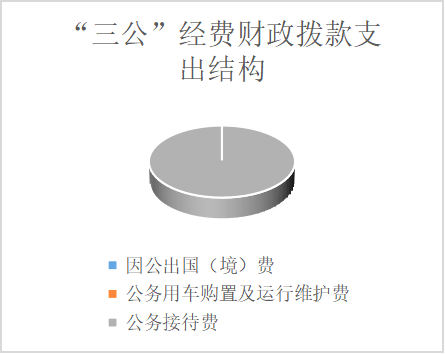 “三公”经费财政拨款支
出结构
因公出国（境）费
公务用车购置及运行维护费
公务接待费